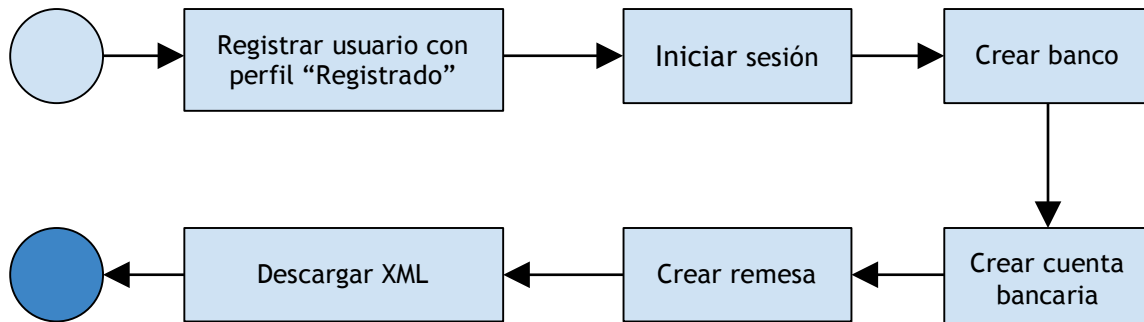 Registrar usuario con
perfil “Registrado”
Iniciar sesión
Crear banco
Crear cuenta
bancaria
Crear remesa
Descargar XML